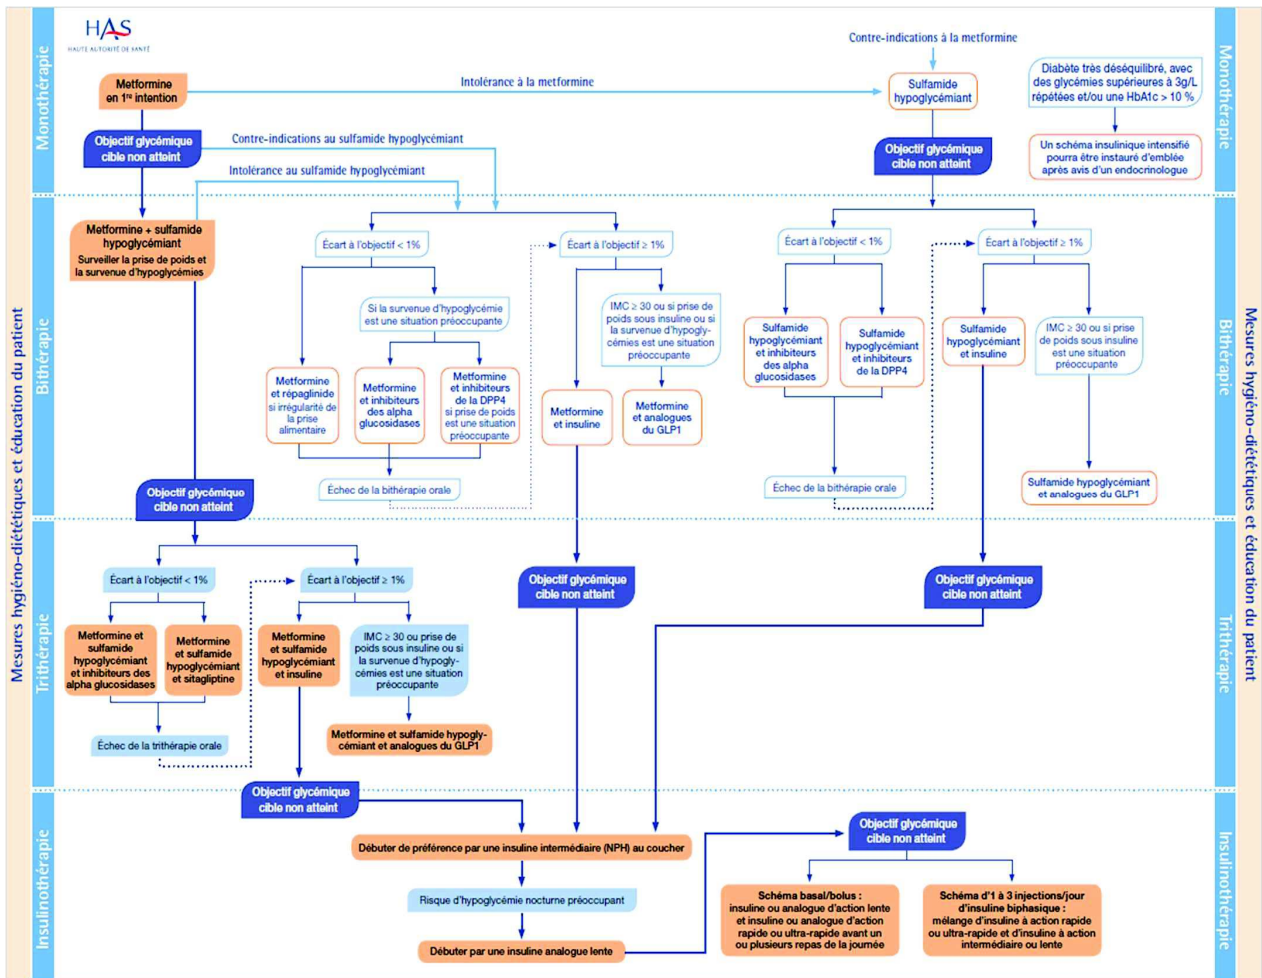 HAS
HAUTE AUTORITÉ DE SANTÉ
Mesures hygiéno-diététiques et éducation du patient
Mesures hygiéno-diététiques et éducation du patient
Monothérapie
Monothérapie
Contre-indications à la metformine
Metformine
en 1re intention
Intolérance à la metformine
Sulfamide
hypoglycémiant
Diabète très déséquilibré, avec
des glycémies supérieures à 3g/L
répétées et/ou une HbA1c > 10 %
Objectif glycémique
cible non atteint
Contre-indications au sulfamide hypoglycémiant
Intolérance au sulfamide hypoglycémiant
Objectif glycémique
cible non atteint
Un schéma insulinique intensifié
pourra être instauré d'emblée
après avis d'un endocrinologue
Bithérapie
Bithérapie
Metformine + sulfamide
hypoglycémiant
Surveiller la prise de poids et
la survenue d'hypoglycémies
Écart à l'objectif < 1%
Écart à l'objectif ≥ 1%
Écart à l'objectif < 1%
Écart à l'objectif ≥ 1%
Si la survenue d'hypoglycémie
est une situation préoccupante
IMC ≥ 30 ou si prise de
poids sous insuline ou si
la survenue d'hypogly-
cémies est une situation
préoccupante
Sulfamide
hypoglycémiant
et inhibiteurs
des alpha
glucosidases
Sulfamide
hypoglycémiant
et inhibiteurs
de la DPP4
Sulfamide
hypoglycémiant
et insuline
IMC ≥ 30 ou si prise
de poids sous insuline
est une situation
préoccupante
Metformine
et répaglinide
si irrégularité de
la prise
alimentaire
Metformine
et inhibiteurs
des alpha
glucosidases
Metformine
et inhibiteurs
de la DPP4
si prise de poids
est une situation
préoccupante
Metformine
et insuline
Metformine
et analogues
du GLP1
Échec de la bithérapie orale
Échec de la bithérapie orale
Sulfamide hypoglycémiant
et analogues du GLP1
Objectif glycémique
cible non atteint
Trithérapie
Trithérapie
Écart à l'objectif < 1%
Écart à l'objectif ≥ 1%
Objectif glycémique
cible non atteint
Objectif glycémique
cible non atteint
Metformine et
sulfamide
hypoglycémiant
et inhibiteurs des
alpha glucosidases
Metformine
et sulfamide
hypoglycémiant
et sitagliptine
Metformine
et sulfamide
hypoglycémiant
et insuline
IMC ≥ 30 ou prise de
poids sous insuline ou si
la survenue d'hypogly-
cémies est une situation
préoccupante
Échec de la trithérapie orale
Metformine et sulfamide hypogly-
cémiant et analogues du GLP1
Insulinothérapie
Insulinothérapie
Objectif glycémique
cible non atteint
Débuter de préférence par une insuline intermédiaire (NPH) au coucher
Objectif glycémique
cible non atteint
Risque d'hypoglycémie nocturne préoccupant
Débuter par une insuline analogue lente
Schéma basal/bolus :
insuline ou analogue d'action lente
et insuline ou analogue d'action
rapide ou ultra-rapide avant un
ou plusieurs repas de la journée
Schéma d'1 à 3 injections/jour
d'insuline biphasique :
mélange d'insuline à action rapide
ou ultra-rapide et d'insuline à action
intermédiaire ou lente